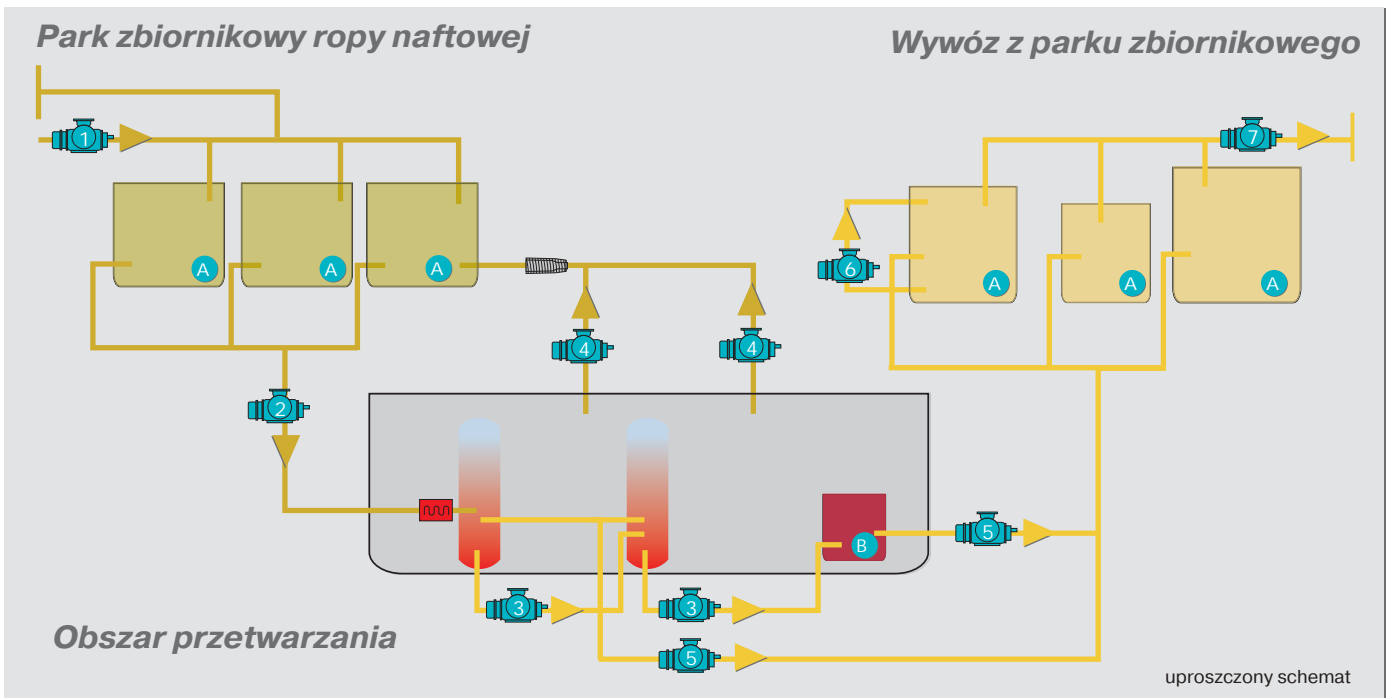 Park zbiornikowy ropy naftowej
Wywóz z parku zbiornikowego
1
7
A
A
A
6
A
A
A
4
4
2
B
5
3
3
5
Obszar przetwarzania
uproszczony schemat